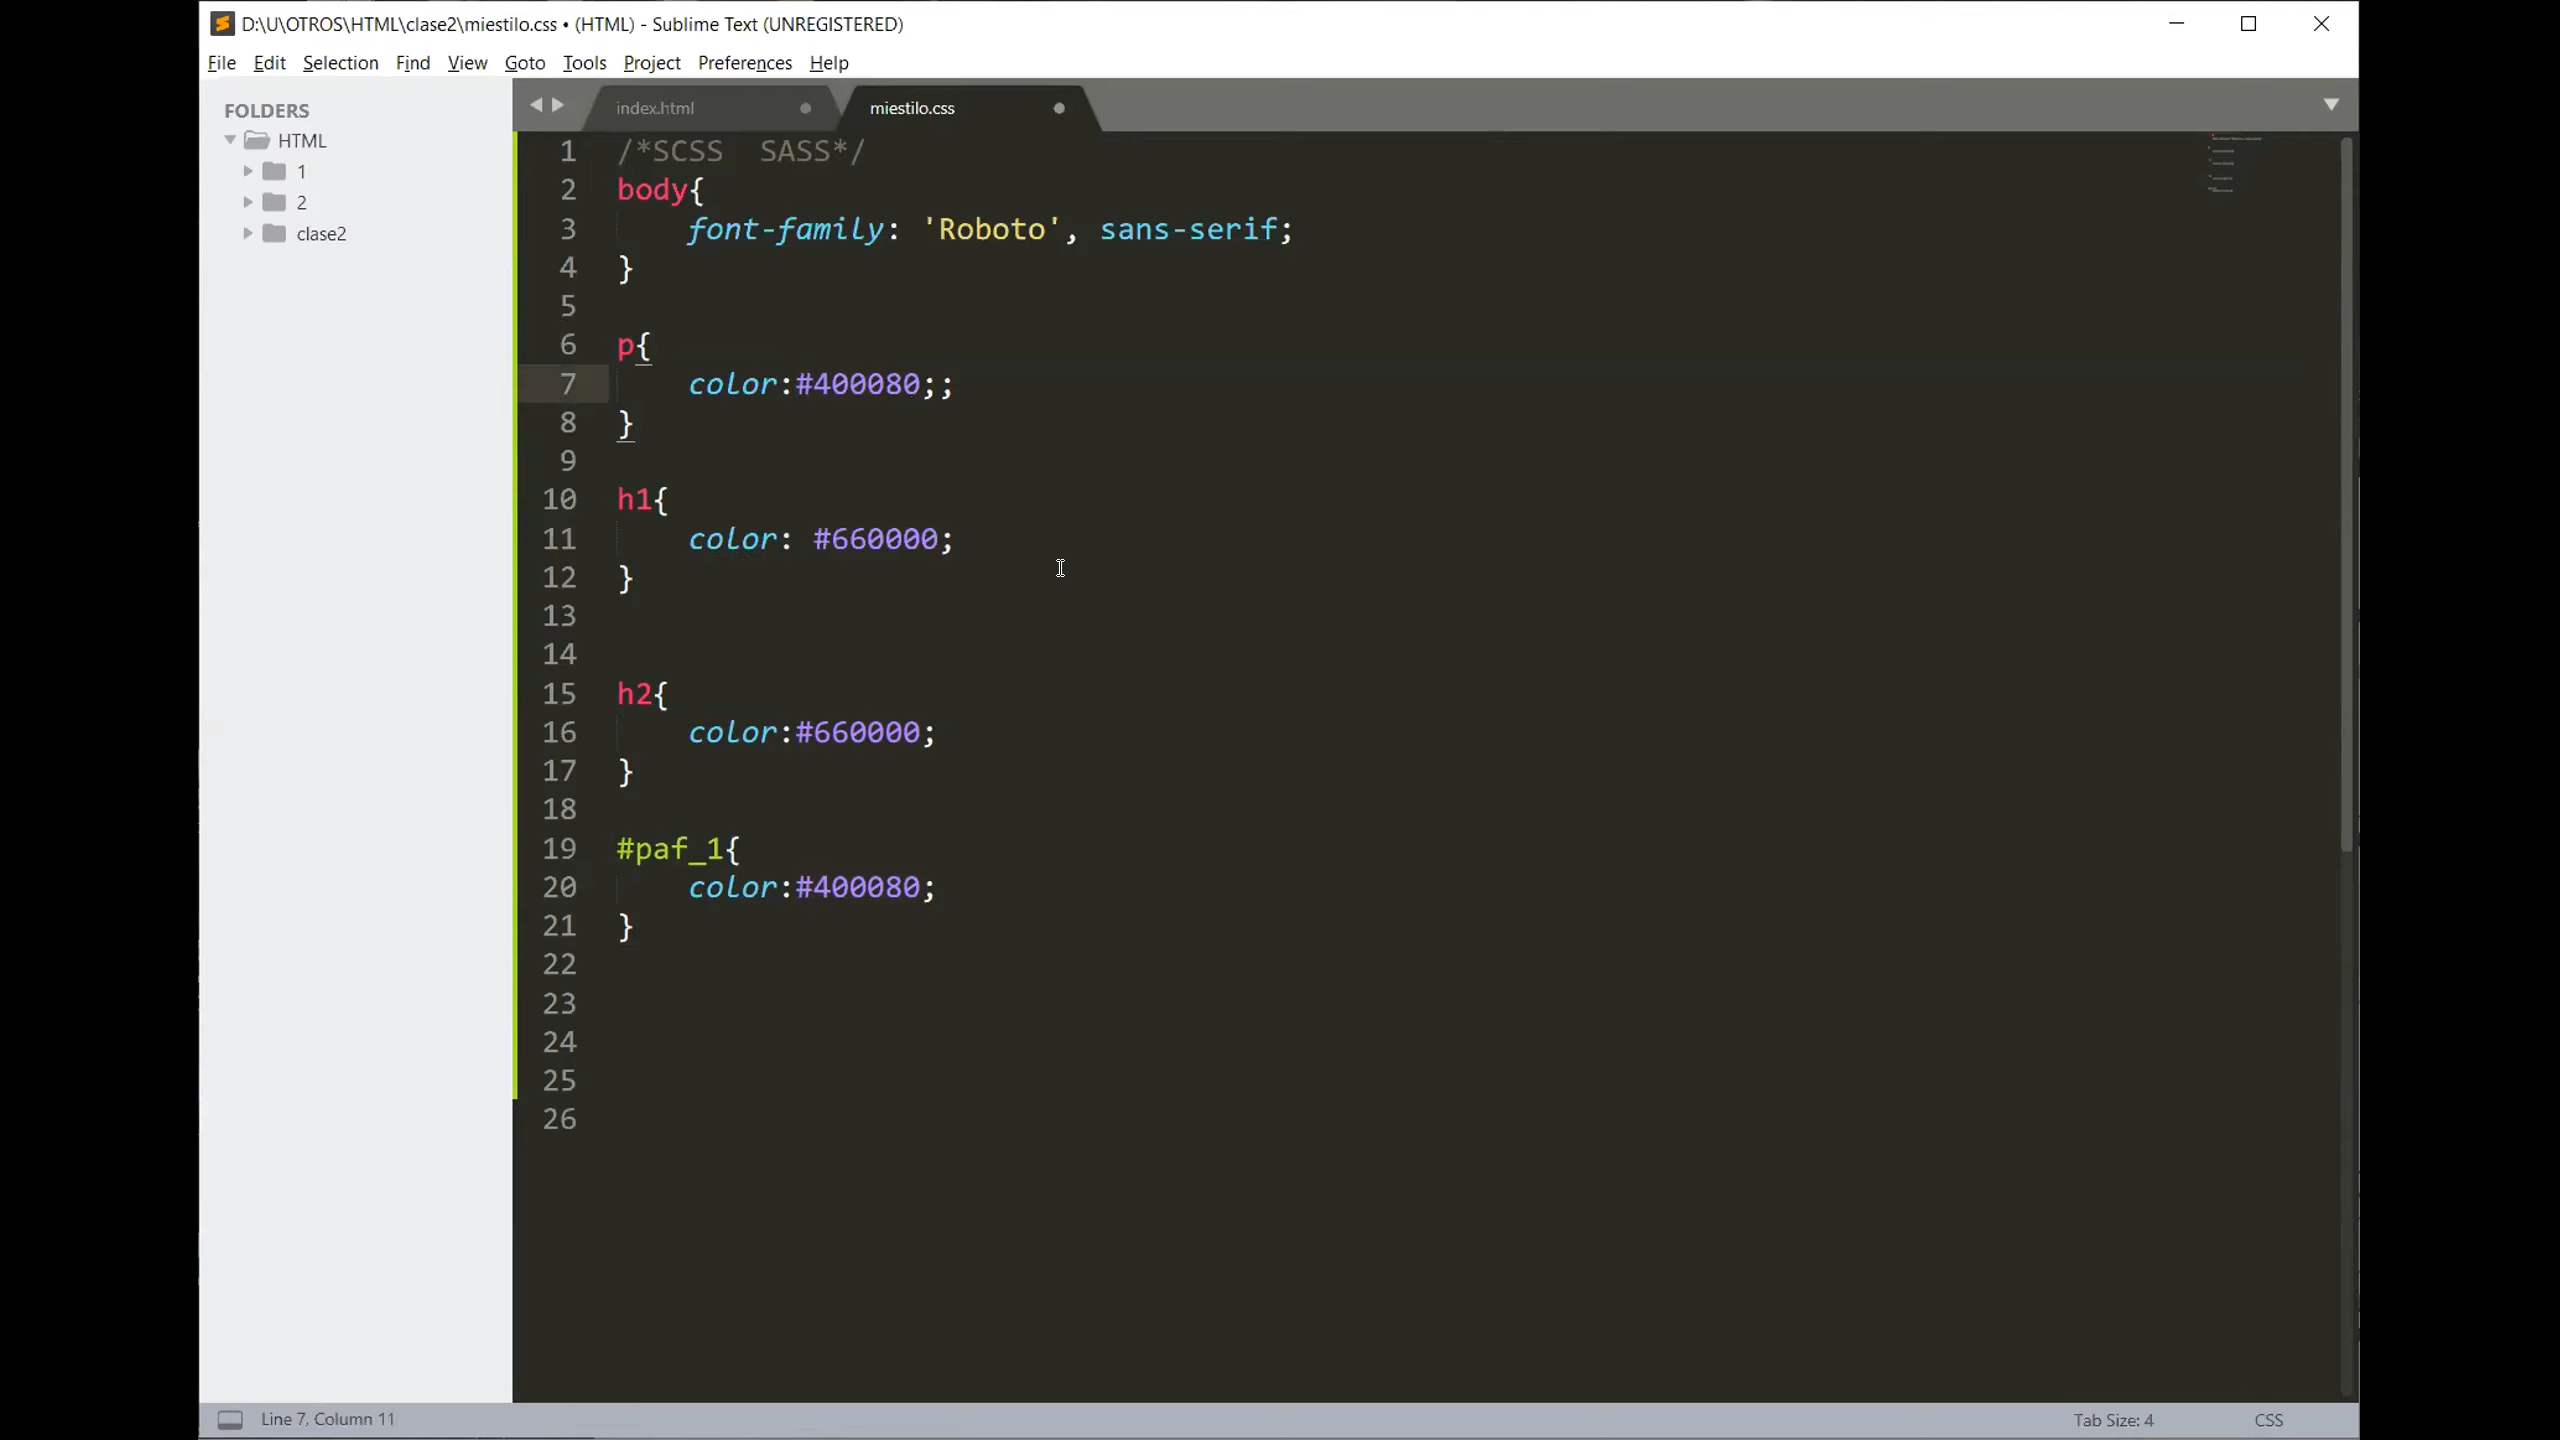 D:\U\OTROS\HTML\clase2\miestilo.css • (HTML) - Sublime Text (UNREGISTERED)
File Edit Selection Find View Goto Tools Project Preferences Help
FOLDERS
HTML
1
2
clase2
index.html
miestilo.css
1 /*SCSS  SASS*/
2 body{
3     font-family: 'Roboto', sans-serif;
4 }
5
6 p{
7     color:#400080;;
8 }
9
10 h1{
11     color: #660000;
12 }
13
14
15 h2{
16     color:#660000;
17 }
18
19 #paf_1{
20     color:#400080;
21 }
22
23
24
25
26
Line 7, Column 11
Tab Size: 4
CSS